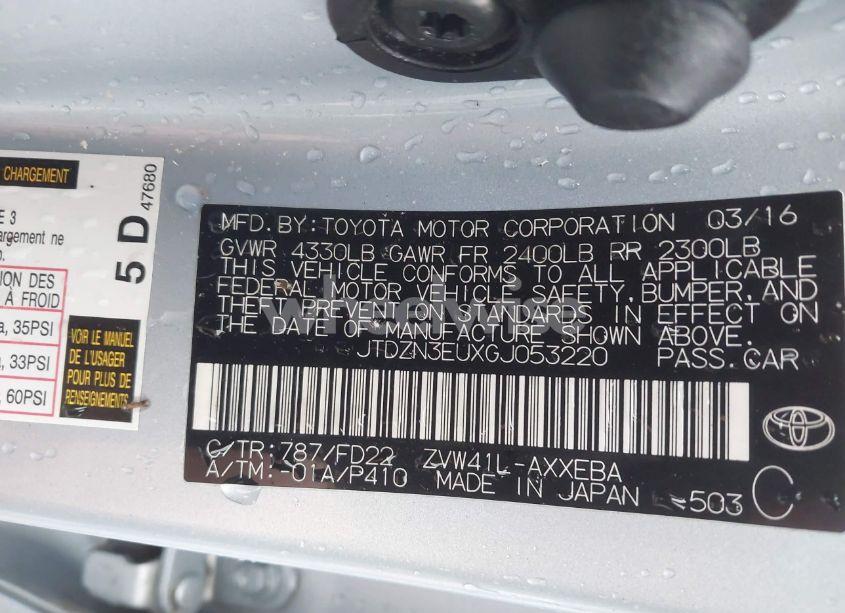 CHARGEMENT
47680
5 D
E 3
argement ne
ION DES
À FROID
a, 35PSI
a, 33PSI
, 60PSI
VOIR LE MANUEL
DE L'USAGER
POUR PLUS DE
RENSEIGNEMENTS
MFD.BY:TOYOTA MOTOR CORPORATION 03/16
GVWR 4330LB GAWR FR 2400LB RR 2300LB
THIS VEHICLE CONFORMS TO ALL APPLICABLE
FEDERAL MOTOR VEHICLE SAFETY,BUMPER,AND
THEFT PREVENTION STANDARDS IN EFFECT ON
THE DATE OF MANUFACTURE SHOWN ABOVE.
JTDZN3EUXGJ053220 PASS.CAR
C/TR:787/FD22 ZVW41L-AXXEBA
A/TM:-01A/P410 MADE IN JAPAN -503 C
TOYOTA
wheelwise